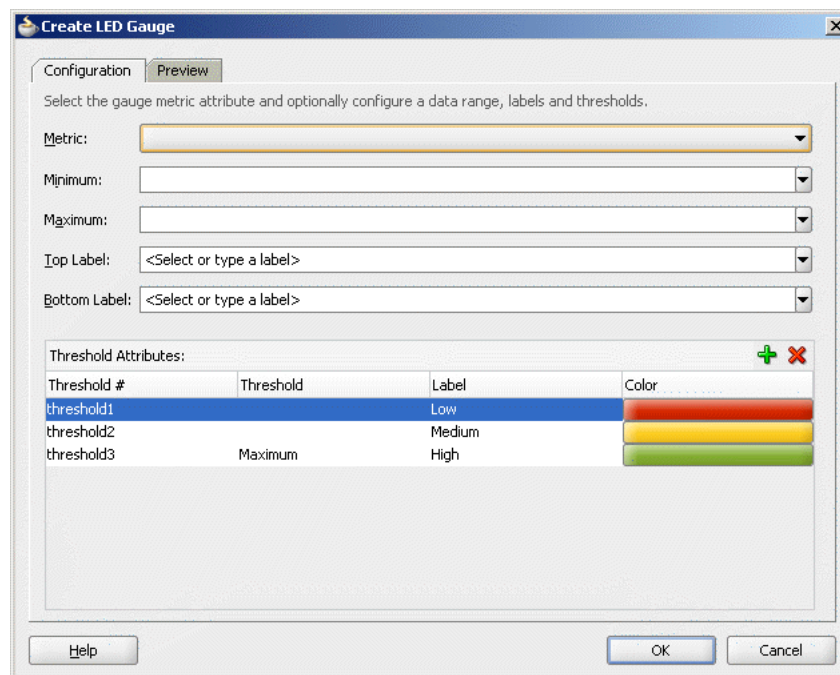 Create LED Gauge
Configuration Preview
Select the gauge metric attribute and optionally configure a data range, labels and thresholds.
Metric:
Minimum:
Maximum:
Top Label: <Select or type a label>
Bottom Label: <Select or type a label>
Threshold Attributes:
Threshold # Threshold Label Color
threshold1 Low
threshold2 Medium
threshold3 Maximum High
Help OK Cancel